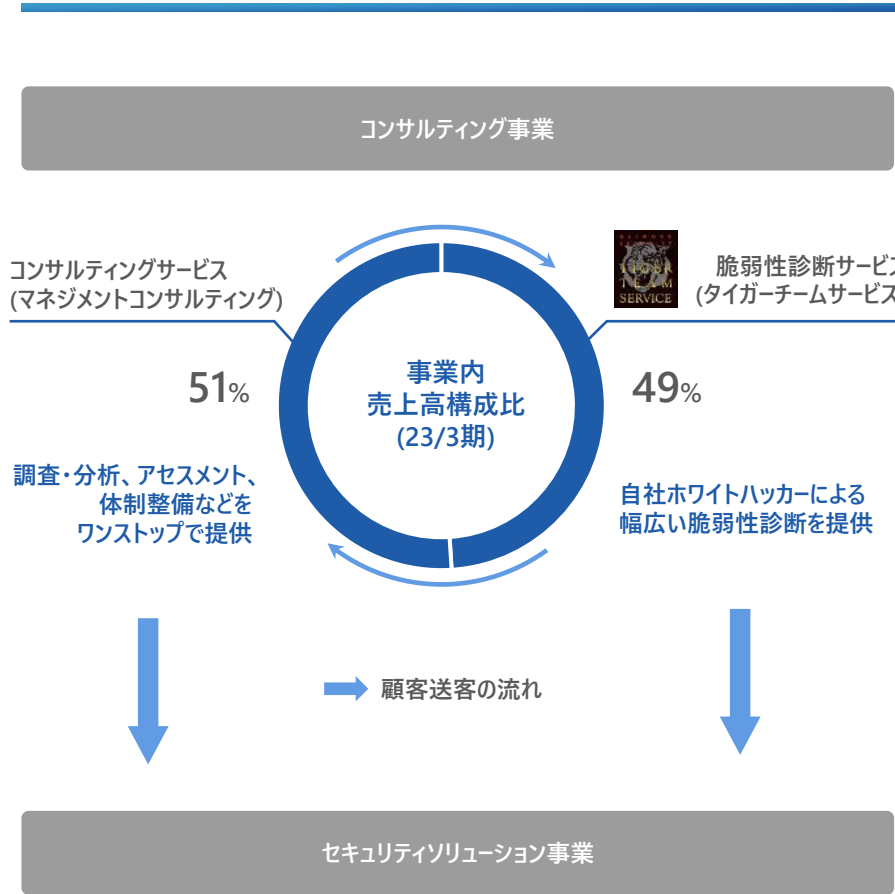 コンサルティング事業
コンサルティングサービス
(マネジメントコンサルティング)
TIGER
TEAM
SERVICE
脆弱性診断サービス
(タイガーチームサービス
51%
事業内
売上高構成比
(23/3期)
49%
調査・分析、アセスメント、
体制整備などを
ワンストップで提供
自社ホワイトハッカーによる
幅広い脆弱性診断を提供
顧客送客の流れ
セキュリティソリューション事業